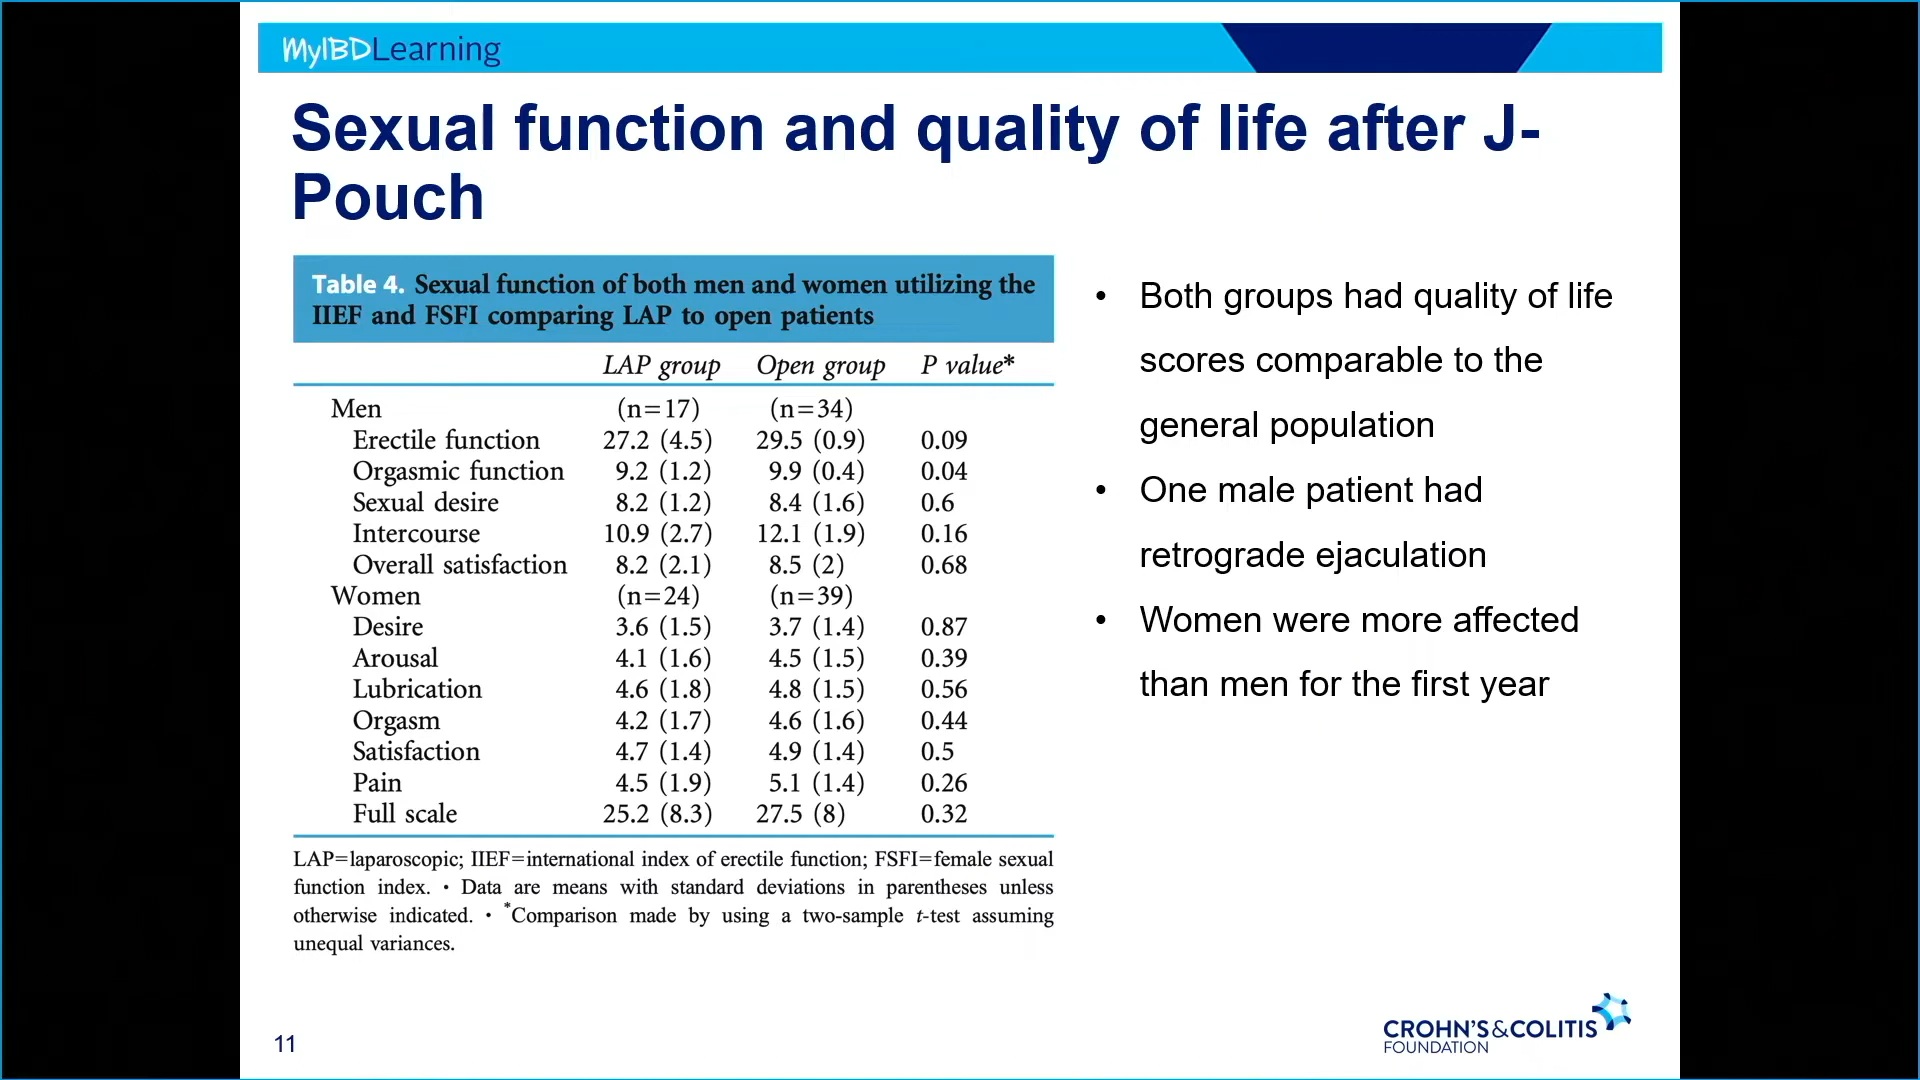 MyIBDLearning
Sexual function and quality of life after J-
Pouch
Table 4. Sexual function of both men and women utilizing the
IIEF and FSFI comparing LAP to open patients
LAP group Open group P value*
Men (n=17) (n=34)
Erectile function 27.2 (4.5) 29.5 (0.9) 0.09
Orgasmic function 9.2 (1.2) 9.9 (0.4) 0.04
Sexual desire 8.2 (1.2) 8.4 (1.6) 0.6
Intercourse 10.9 (2.7) 12.1 (1.9) 0.16
Overall satisfaction 8.2 (2.1) 8.5 (2) 0.68
Women (n=24) (n=39)
Desire 3.6 (1.5) 3.7 (1.4) 0.87
Arousal 4.1 (1.6) 4.5 (1.5) 0.39
Lubrication 4.6 (1.8) 4.8 (1.5) 0.56
Orgasm 4.2 (1.7) 4.6 (1.6) 0.44
Satisfaction 4.7 (1.4) 4.9 (1.4) 0.5
Pain 4.5 (1.9) 5.1 (1.4) 0.26
Full scale 25.2 (8.3) 27.5 (8) 0.32
LAP=laparoscopic; IIEF=international index of erectile function; FSFI=female sexual
function index. • Data are means with standard deviations in parentheses unless
otherwise indicated. • *Comparison made by using a two-sample t-test assuming
unequal variances.
• Both groups had quality of life
scores comparable to the
general population
• One male patient had
retrograde ejaculation
• Women were more affected
than men for the first year
11
CROHN'S&COLITIS
FOUNDATION